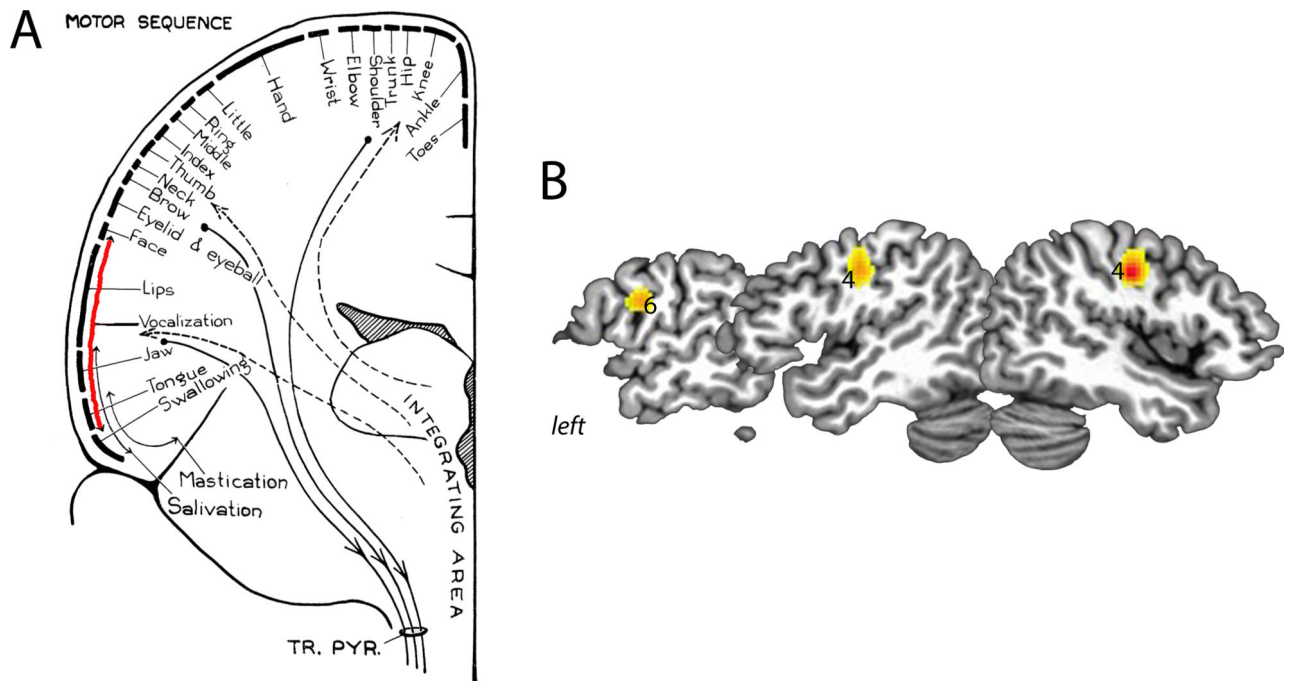 A
MOTOR SEQUENCE
Toes
Ankle
Knee
Hip
Trunk
Shoulder
Elbow
Wrist
Hand
Little
Ring
Middle
Index
Thumb
Neck
Brow
Eyelid & eyeball
Face
Lips
Vocalization
Jaw
Tongue
Swallowing
Mastication
Salivation
INTEGRATING AREA
TR. PYR.
B
6
4
4
left